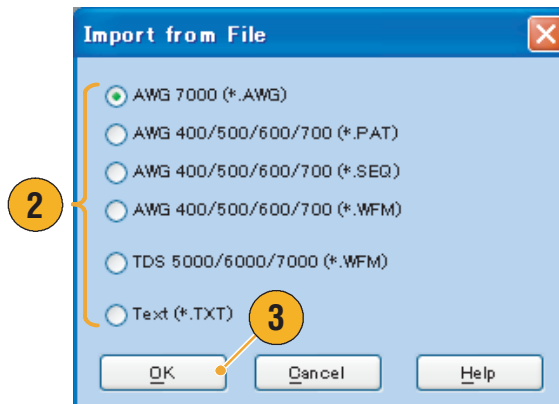 Import from File
AWG 7000 (*.AWG)
AWG 400/500/600/700 (*.PAT)
AWG 400/500/600/700 (*.SEQ)
2
AWG 400/500/600/700 (*.WFM)
TDS 5000/6000/7000 (*.WFM)
Text (*.TXT)
3
OK Cancel Help